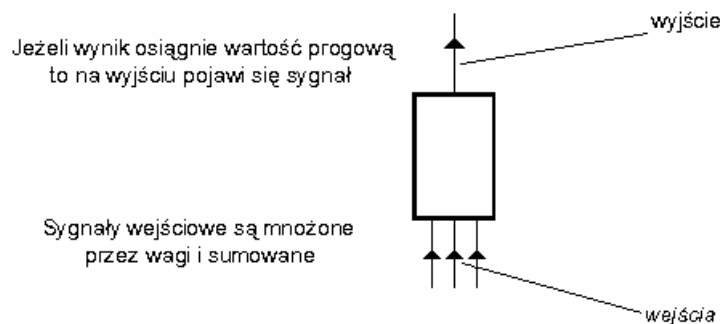 wyjście
Jeżeli wynik osiągnie wartość progową
to na wyjściu pojawi się sygnał
Sygnały wejściowe są mnożone
przez wagi i sumowane
wejścia